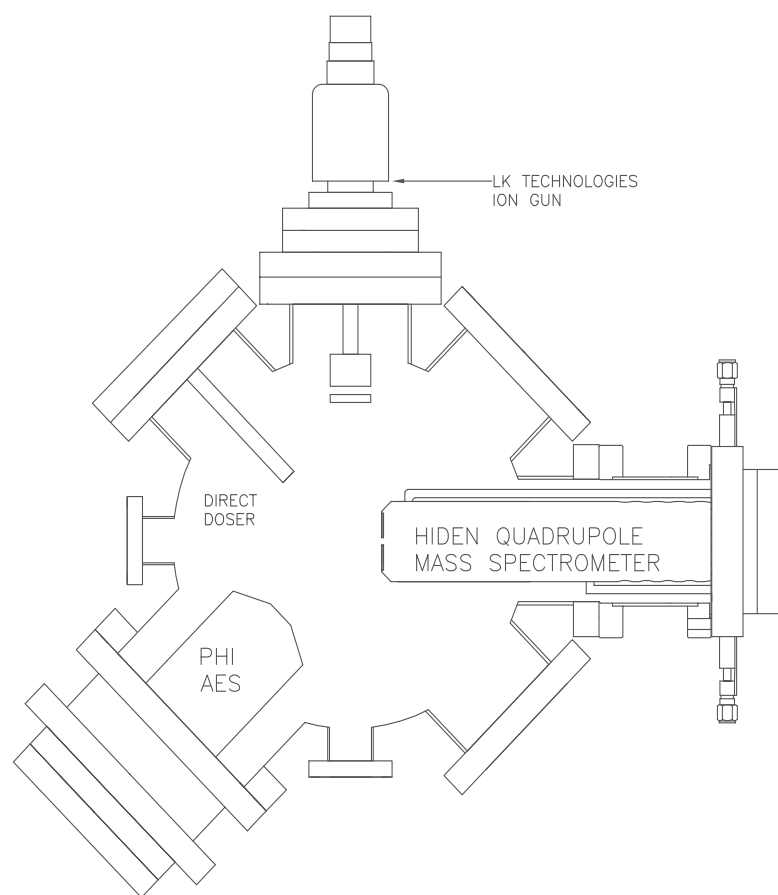 LK TECHNOLOGIES
ION GUN
DIRECT
DOSER
HIDEN QUADRUPOLE
MASS SPECTROMETER
PHI
AES